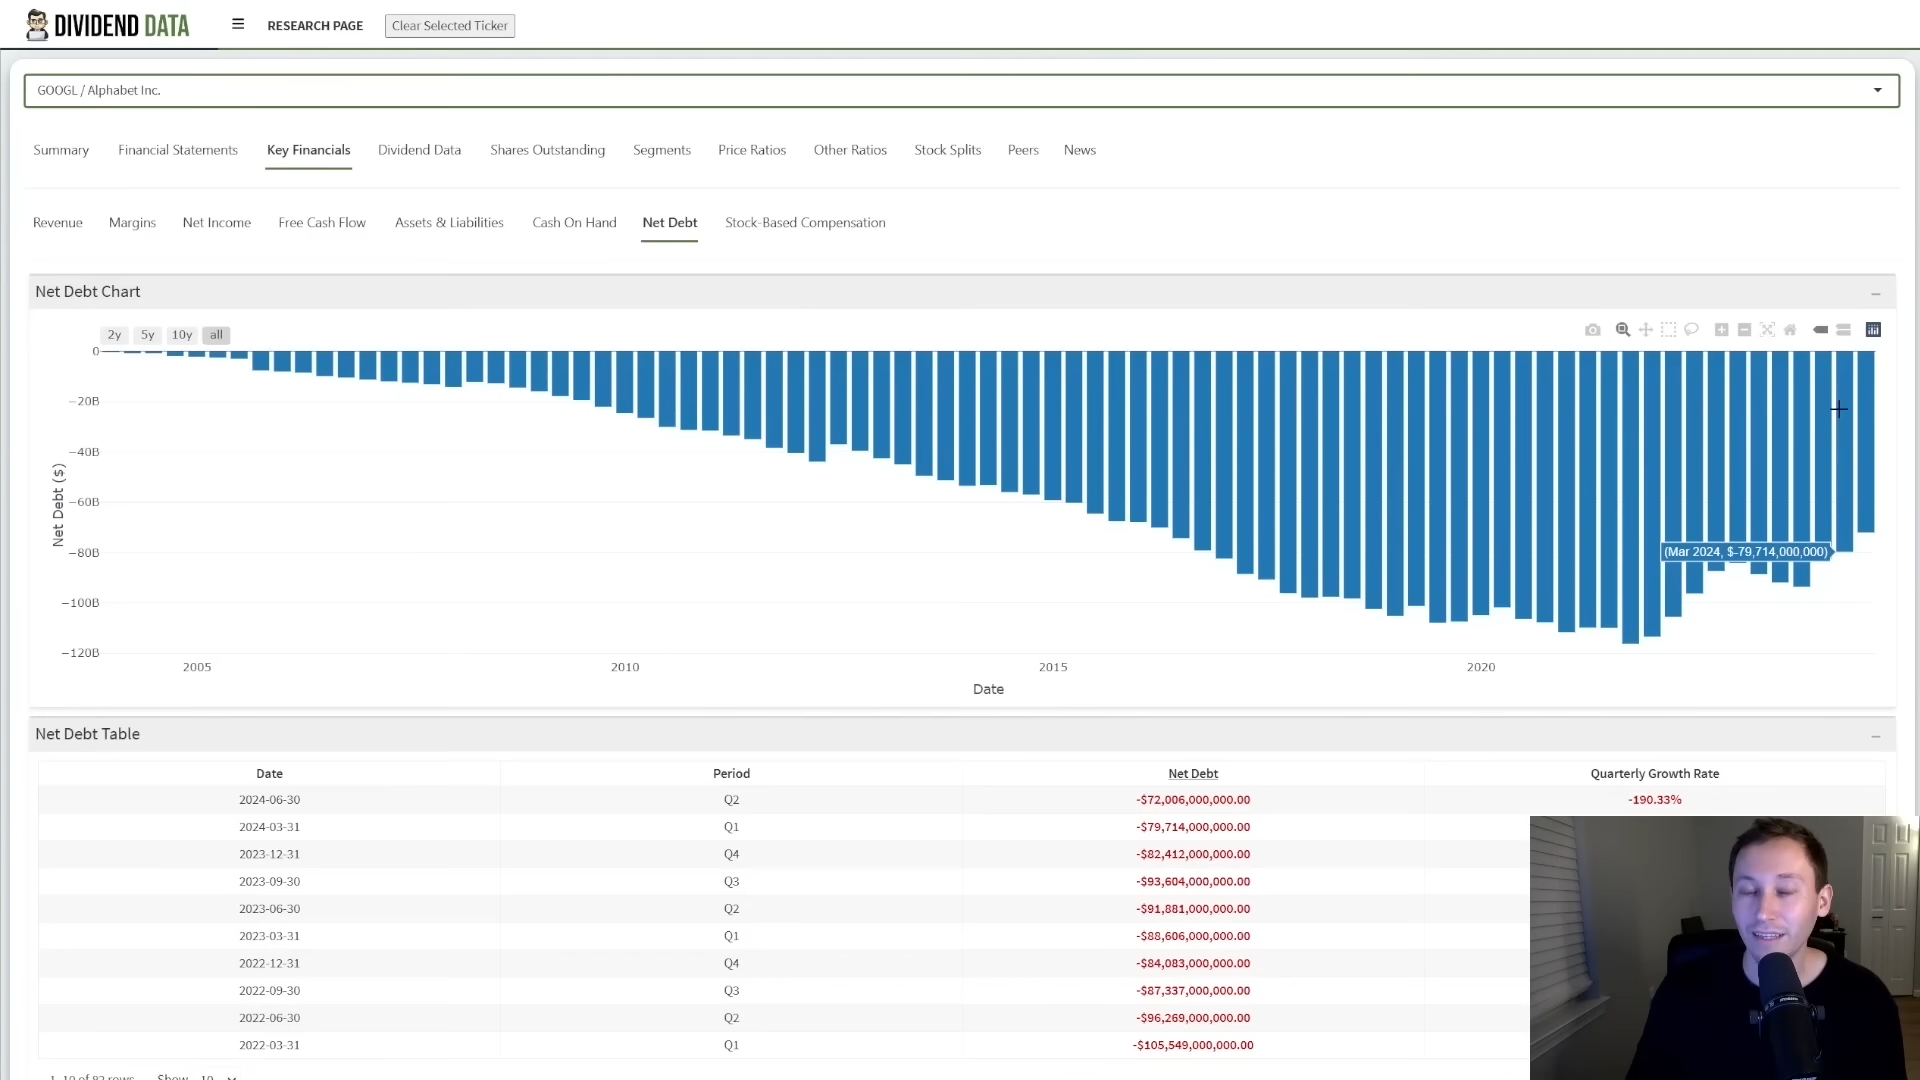 DIVIDEND DATA
RESEARCH PAGE
Clear Selected Ticker
GOOGL / Alphabet Inc.
Summary Financial Statements Key Financials Dividend Data Shares Outstanding Segments Price Ratios Other Ratios Stock Splits Peers News
Revenue Margins Net Income Free Cash Flow Assets & Liabilities Cash On Hand Net Debt Stock-Based Compensation
Net Debt Chart
2y 5y 10y all
0
−20B
−40B
−60B
−80B
−100B
−120B
Net Debt ($)
(Mar 2024, $-79,714,000,000)
2005 2010 2015 2020
Date
Net Debt Table
Date Period Net Debt Quarterly Growth Rate
2024-06-30 Q2 -$72,006,000,000.00 -190.33%
2024-03-31 Q1 -$79,714,000,000.00
2023-12-31 Q4 -$82,412,000,000.00
2023-09-30 Q3 -$93,604,000,000.00
2023-06-30 Q2 -$91,881,000,000.00
2023-03-31 Q1 -$88,606,000,000.00
2022-12-31 Q4 -$84,083,000,000.00
2022-09-30 Q3 -$87,337,000,000.00
2022-06-30 Q2 -$96,269,000,000.00
2022-03-31 Q1 -$105,549,000,000.00
1–10 of 82 rows Show 10